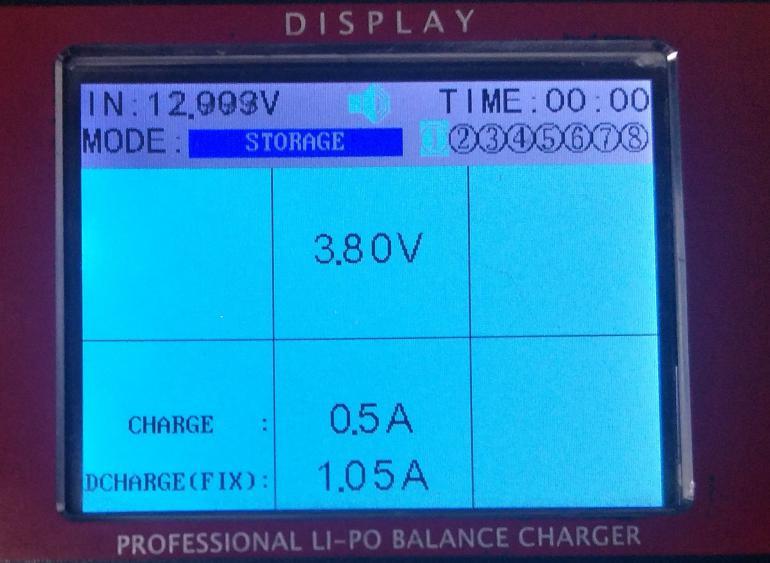 DISPLAY
IN:12.993V TIME:00:00
MODE: STORAGE ①②③④⑤⑥⑦⑧
3.80V
CHARGE : 0.5A
DCHARGE(FIX): 1.05A
PROFESSIONAL LI-PO BALANCE CHARGER